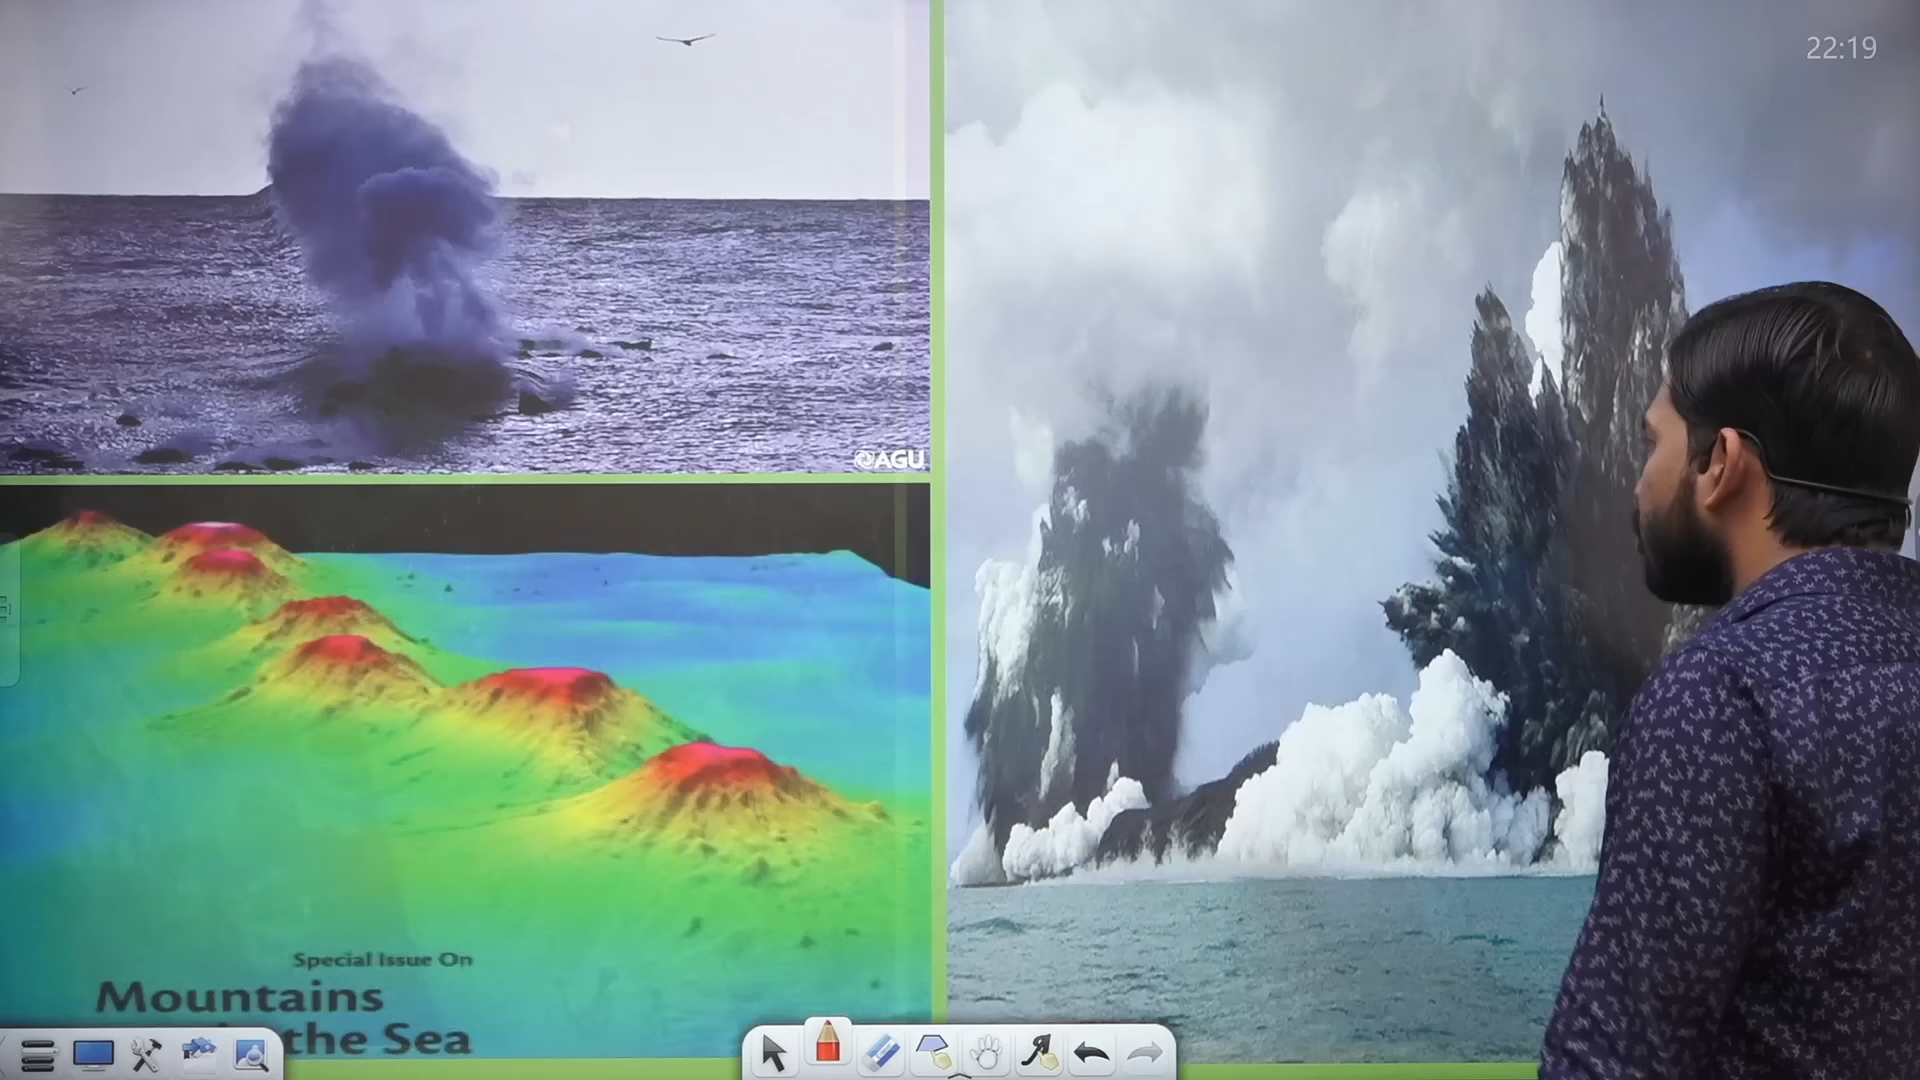 22:19
AGU
Special Issue On
Mountains
the Sea